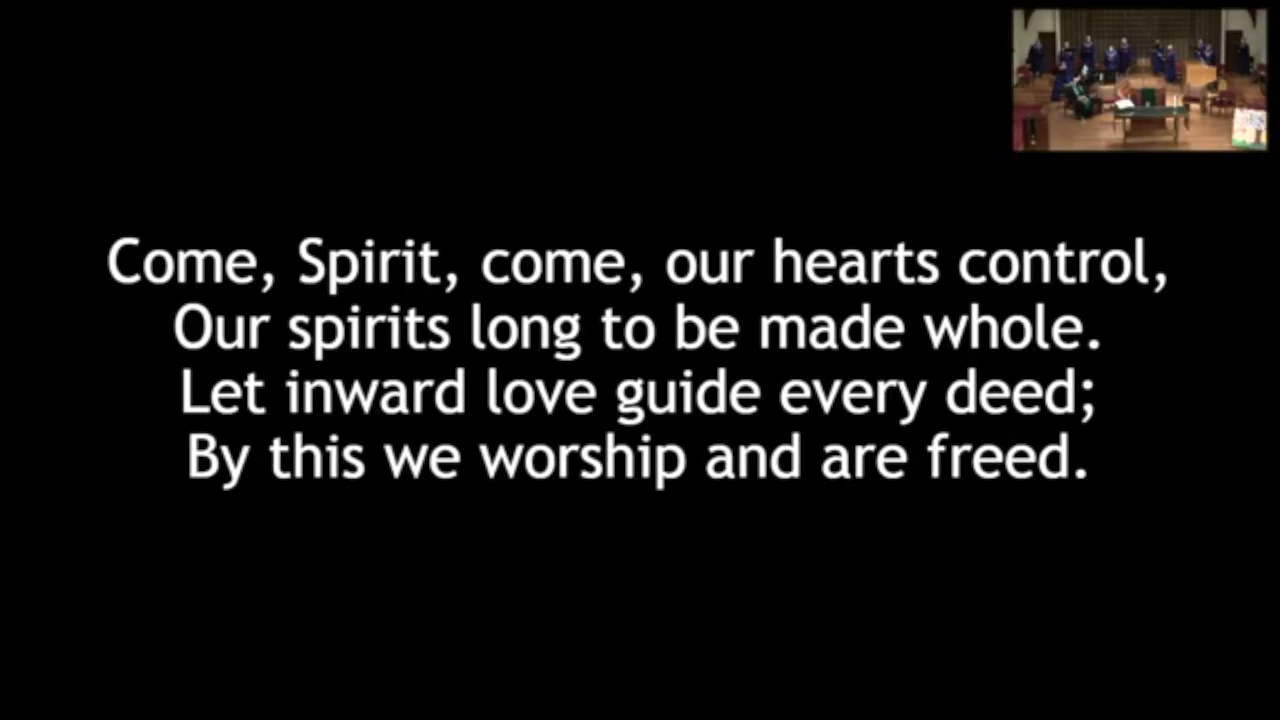 Come, Spirit, come, our hearts control,
Our spirits long to be made whole.
Let inward love guide every deed;
By this we worship and are freed.